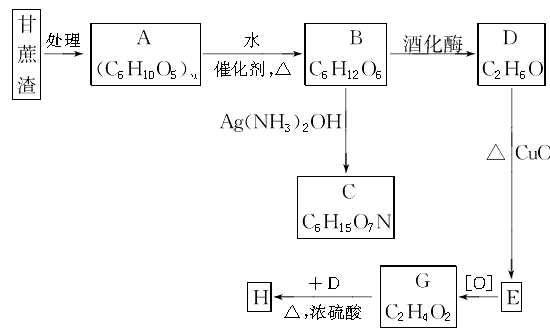 甘蔗渣
处理
A
(C₆H₁₀O₅)ₙ
水
催化剂,△
B
C₆H₁₂O₆
酒化酶
D
C₂H₆O
Ag(NH₃)₂OH
C
C₆H₁₅O₇N
△ CuO
E
[O]
G
C₂H₄O₂
+D
△,浓硫酸
H